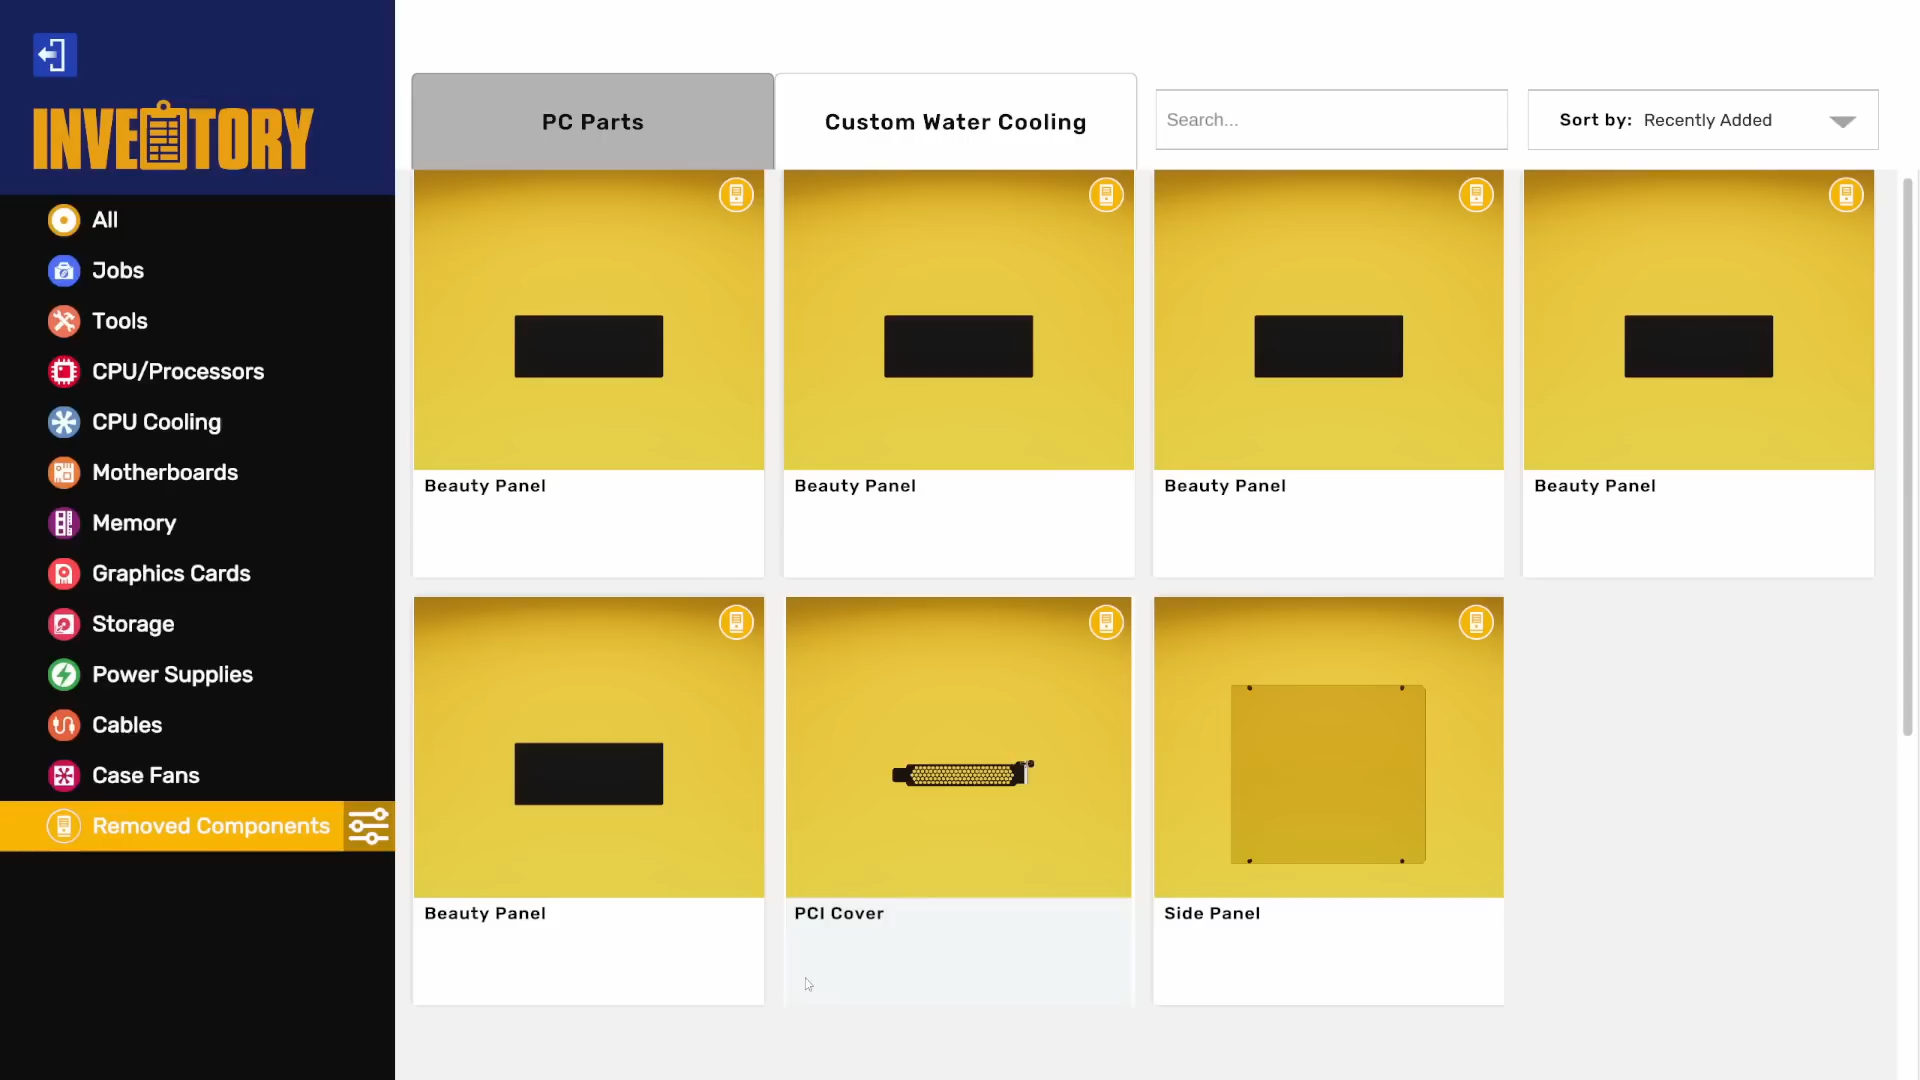 INVENTORY
All
Jobs
Tools
CPU/Processors
CPU Cooling
Motherboards
Memory
Graphics Cards
Storage
Power Supplies
Cables
Case Fans
Removed Components
PC Parts
Custom Water Cooling
Search...
Sort by: Recently Added
Beauty Panel
Beauty Panel
Beauty Panel
Beauty Panel
Beauty Panel
PCI Cover
Side Panel